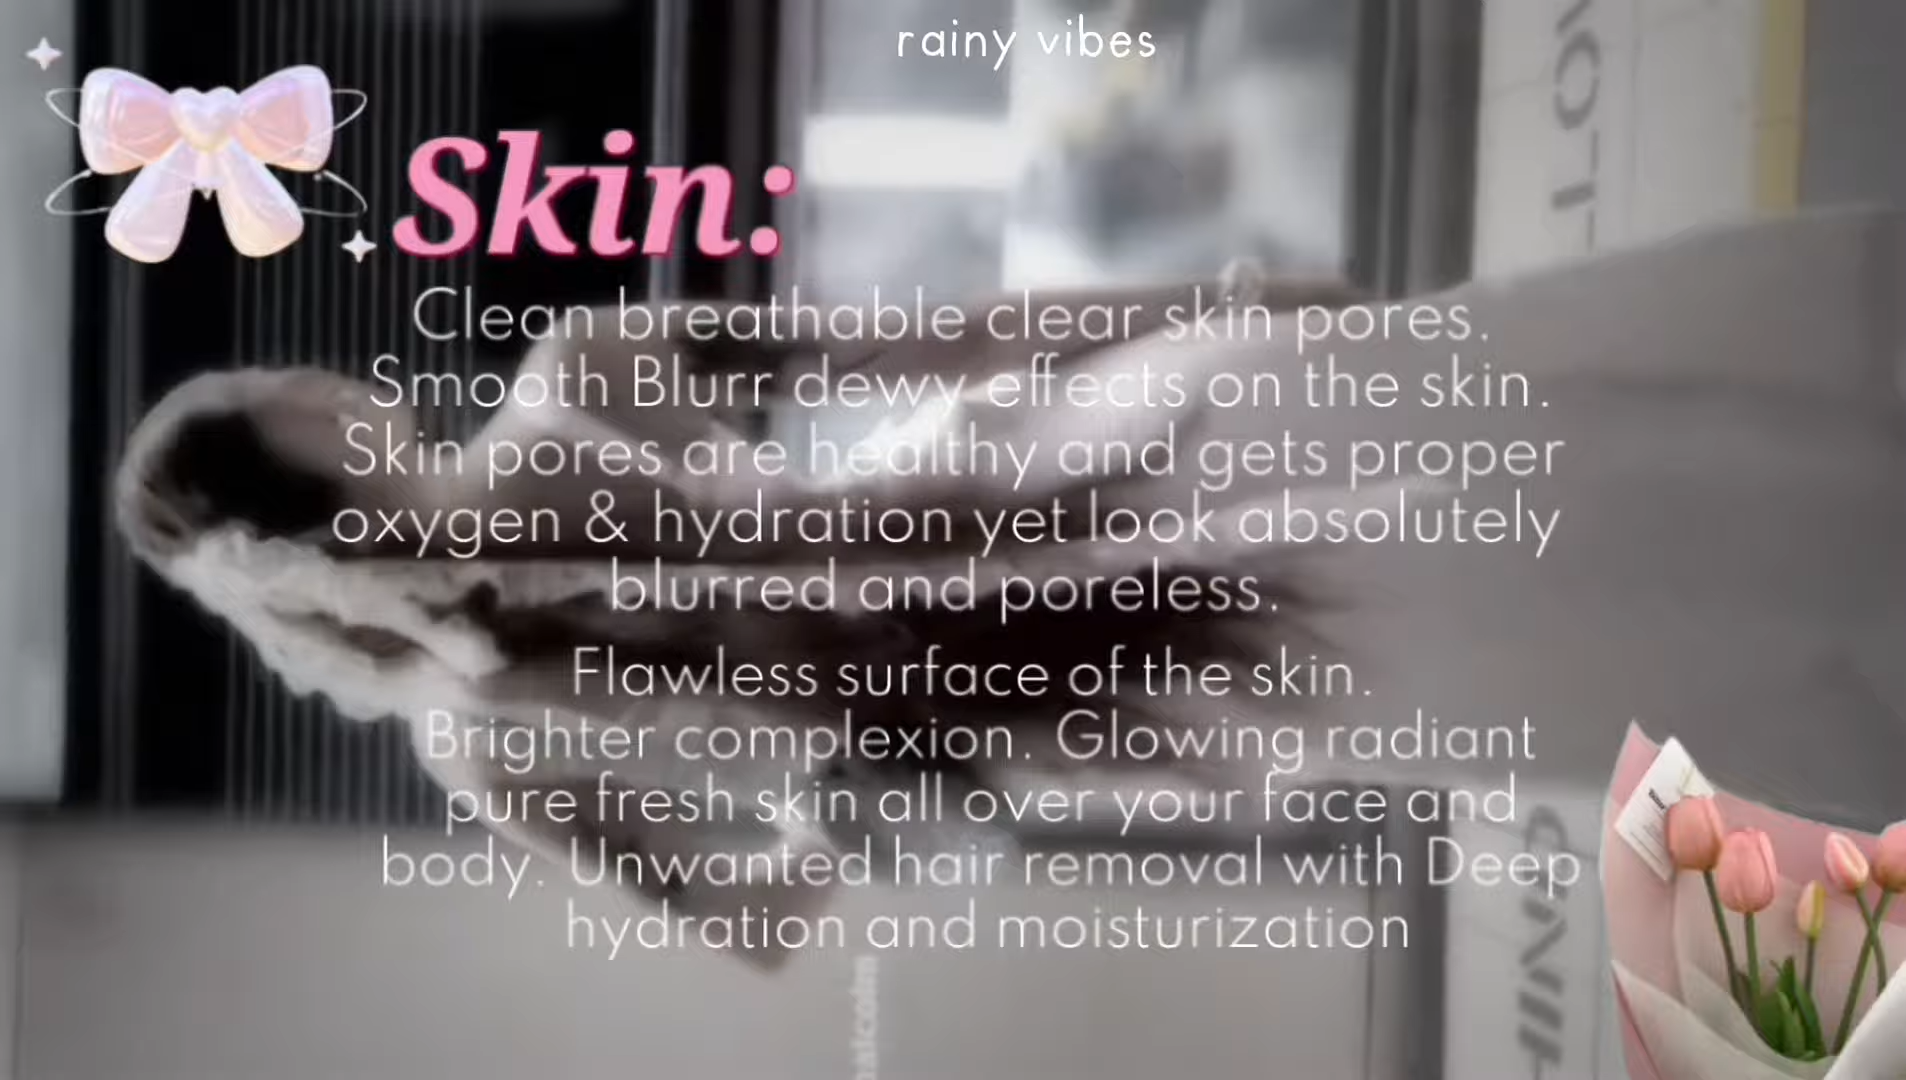 rainy vibes
Skin:
Clean breathable clear skin pores.
Smooth Blurr dewy effects on the skin.
Skin pores are healthy and gets proper
oxygen & hydration yet look absolutely
blurred and poreless.
Flawless surface of the skin.
Brighter complexion. Glowing radiant
pure fresh skin all over your face and
body. Unwanted hair removal with Deep
hydration and moisturization